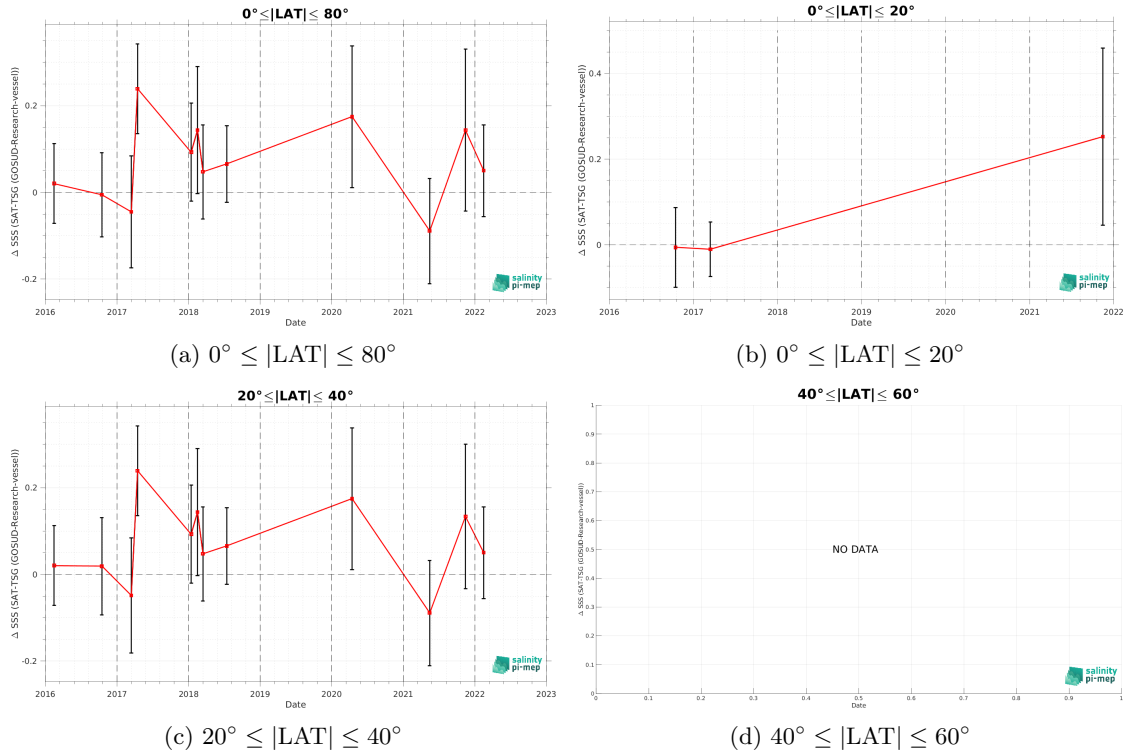 0°≤|LAT|≤ 80°
Δ SSS (SAT-TSG (GOSUD-Research-vessel))
0.2
0
-0.2
2016 2017 2018 2019 2020 2021 2022 2023
Date
salinity
pi-mep
(a) 0° ≤ |LAT| ≤ 80°
0°≤|LAT|≤ 20°
Δ SSS (SAT-TSG (GOSUD-Research-vessel))
0.4
0.2
0
2016 2017 2018 2019 2020 2021 2022
Date
salinity
pi-mep
(b) 0° ≤ |LAT| ≤ 20°
20°≤|LAT|≤ 40°
Δ SSS (SAT-TSG (GOSUD-Research-vessel))
0.2
0
-0.2
2016 2017 2018 2019 2020 2021 2022 2023
Date
salinity
pi-mep
(c) 20° ≤ |LAT| ≤ 40°
40°≤|LAT|≤ 60°
Δ SSS (SAT-TSG (GOSUD-Research-vessel))
1
0.9
0.8
0.7
0.6
0.5
0.4
0.3
0.2
0.1
0
NO DATA
0 0.1 0.2 0.3 0.4 0.5 0.6 0.7 0.8 0.9 1
Date
salinity
pi-mep
(d) 40° ≤ |LAT| ≤ 60°